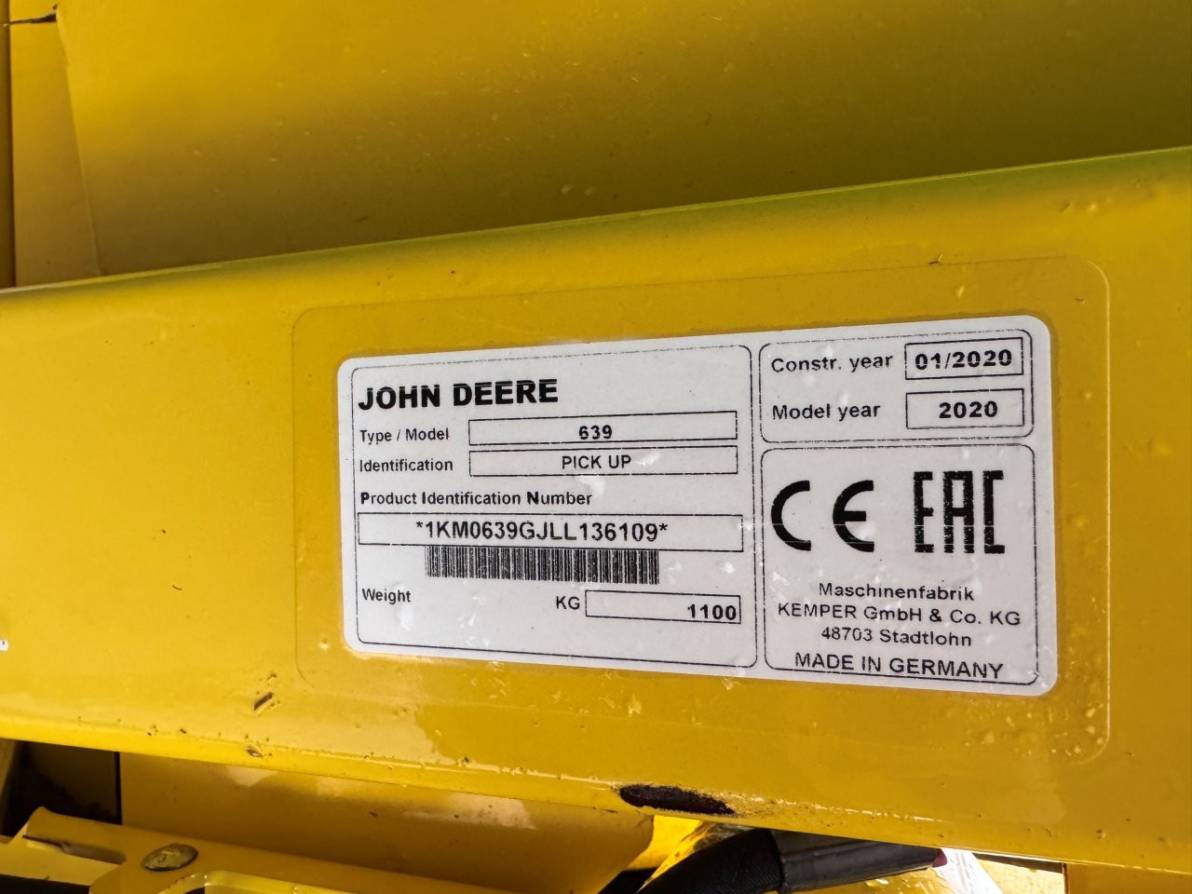 JOHN DEERE
Type / Model 639
Identification PICK UP
Product Identification Number
*1KM0639GJLL136109*
Weight KG 1100
Constr. year 01/2020
Model year 2020
CE EAC
Maschinenfabrik
KEMPER GmbH & Co. KG
48703 Stadtlohn
MADE IN GERMANY